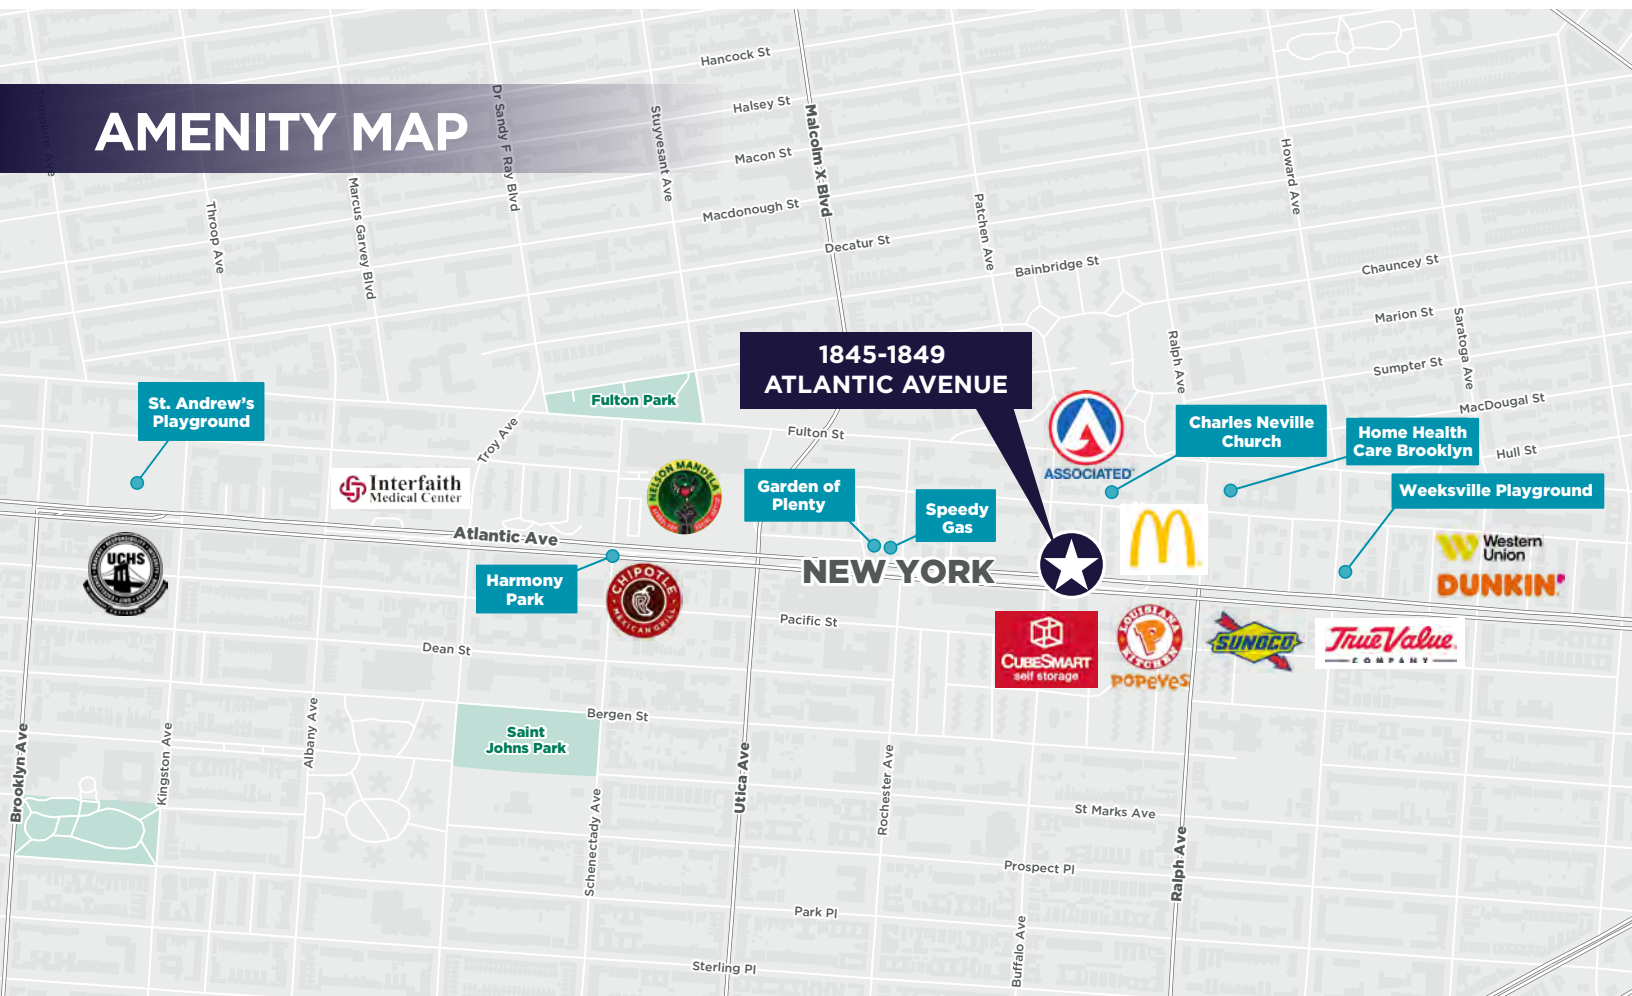 AMENITY MAP
Hancock St
Halsey St
Macon St
Macdonough St
Decatur St
Bainbridge St
Chauncey St
Marion St
Sumpter St
MacDougal St
Hull St
Tompkins Ave
Throop Ave
Marcus Garvey Blvd
Dr Sandy F Ray Blvd
Stuyvesant Ave
Malcolm X Blvd
Patchen Ave
Howard Ave
Ralph Ave
Saratoga Ave
1845-1849
ATLANTIC AVENUE
St. Andrew's
Playground
Fulton Park
Fulton St
Troy Ave
Interfaith
Medical Center
NELSON MANDELA
Garden of
Plenty
Speedy
Gas
ASSOCIATED
Charles Neville
Church
Home Health
Care Brooklyn
Weeksville Playground
Western
Union
DUNKIN'
Atlantic Ave
NEW YORK
UCHS
Harmony
Park
CHIPOTLE
MEXICAN GRILL
Pacific St
Dean St
CUBESMART
self storage
LOUISIANA
KITCHEN
POPEYES
SUNOCO
True Value
COMPANY
Bergen St
Saint
Johns Park
Brooklyn Ave
Kingston Ave
Albany Ave
Schenectady Ave
Utica Ave
Rochester Ave
Buffalo Ave
Ralph Ave
St Marks Ave
Prospect Pl
Park Pl
Sterling Pl